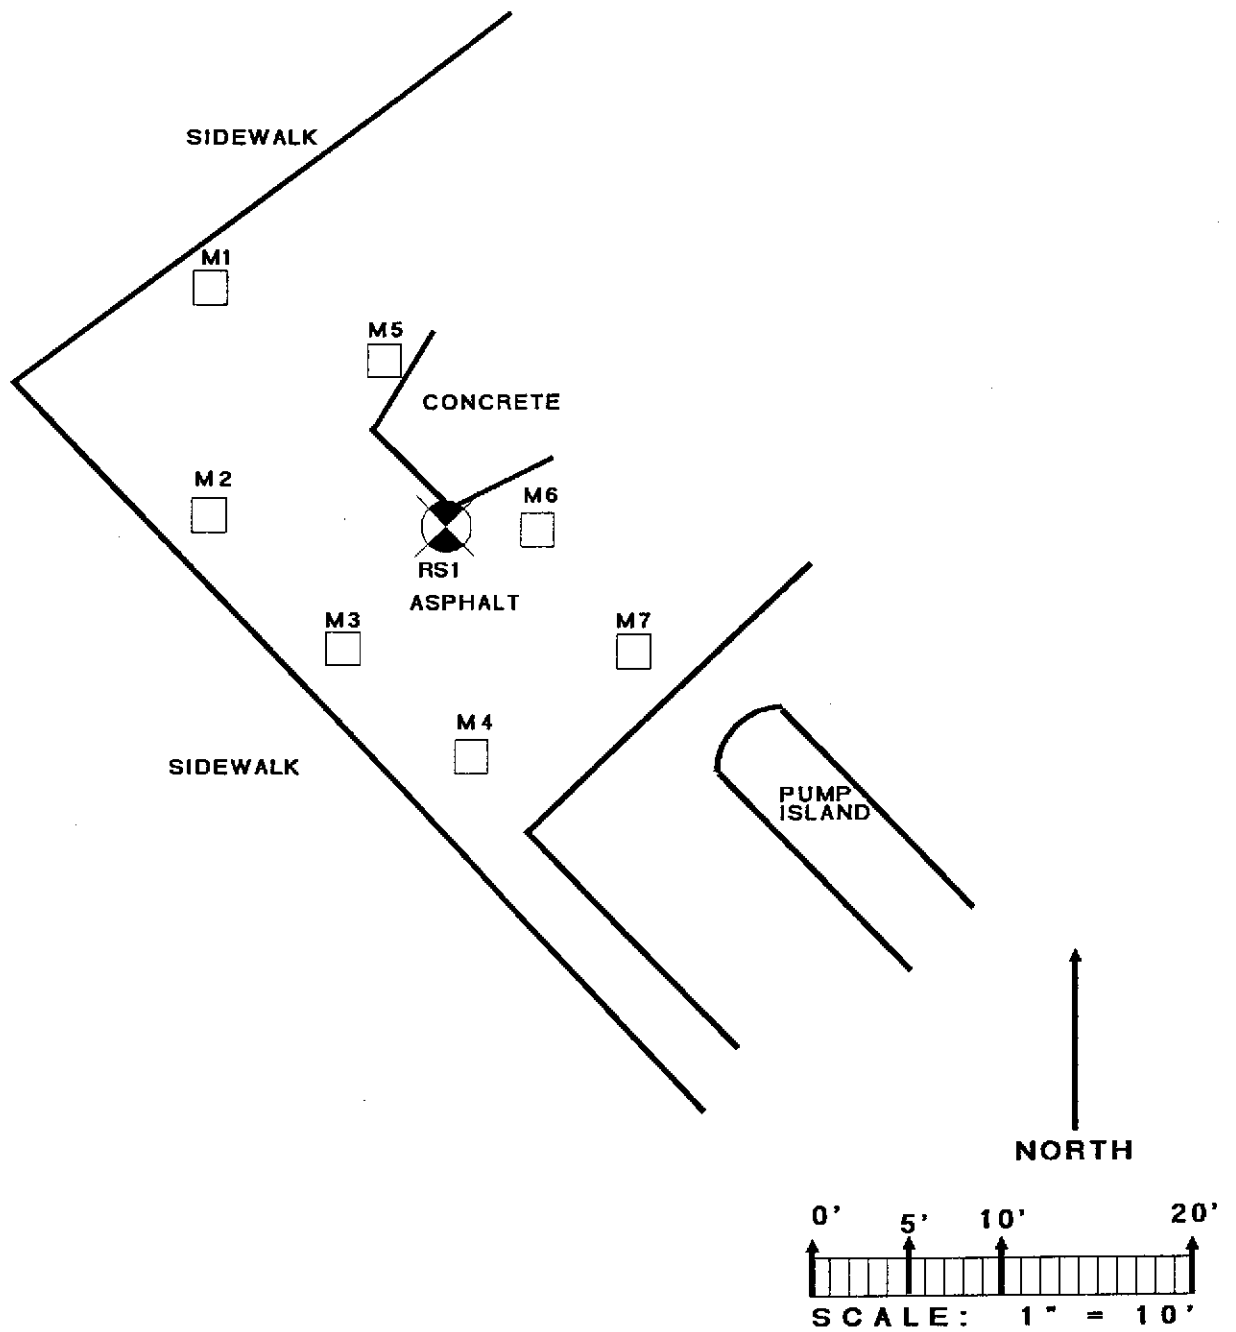 SIDEWALK
M1
M5
CONCRETE
M2
M6
RS1
ASPHALT
M3
M7
M4
SIDEWALK
PUMP
ISLAND
NORTH
0' 5' 10' 20'
SCALE: 1" = 10'